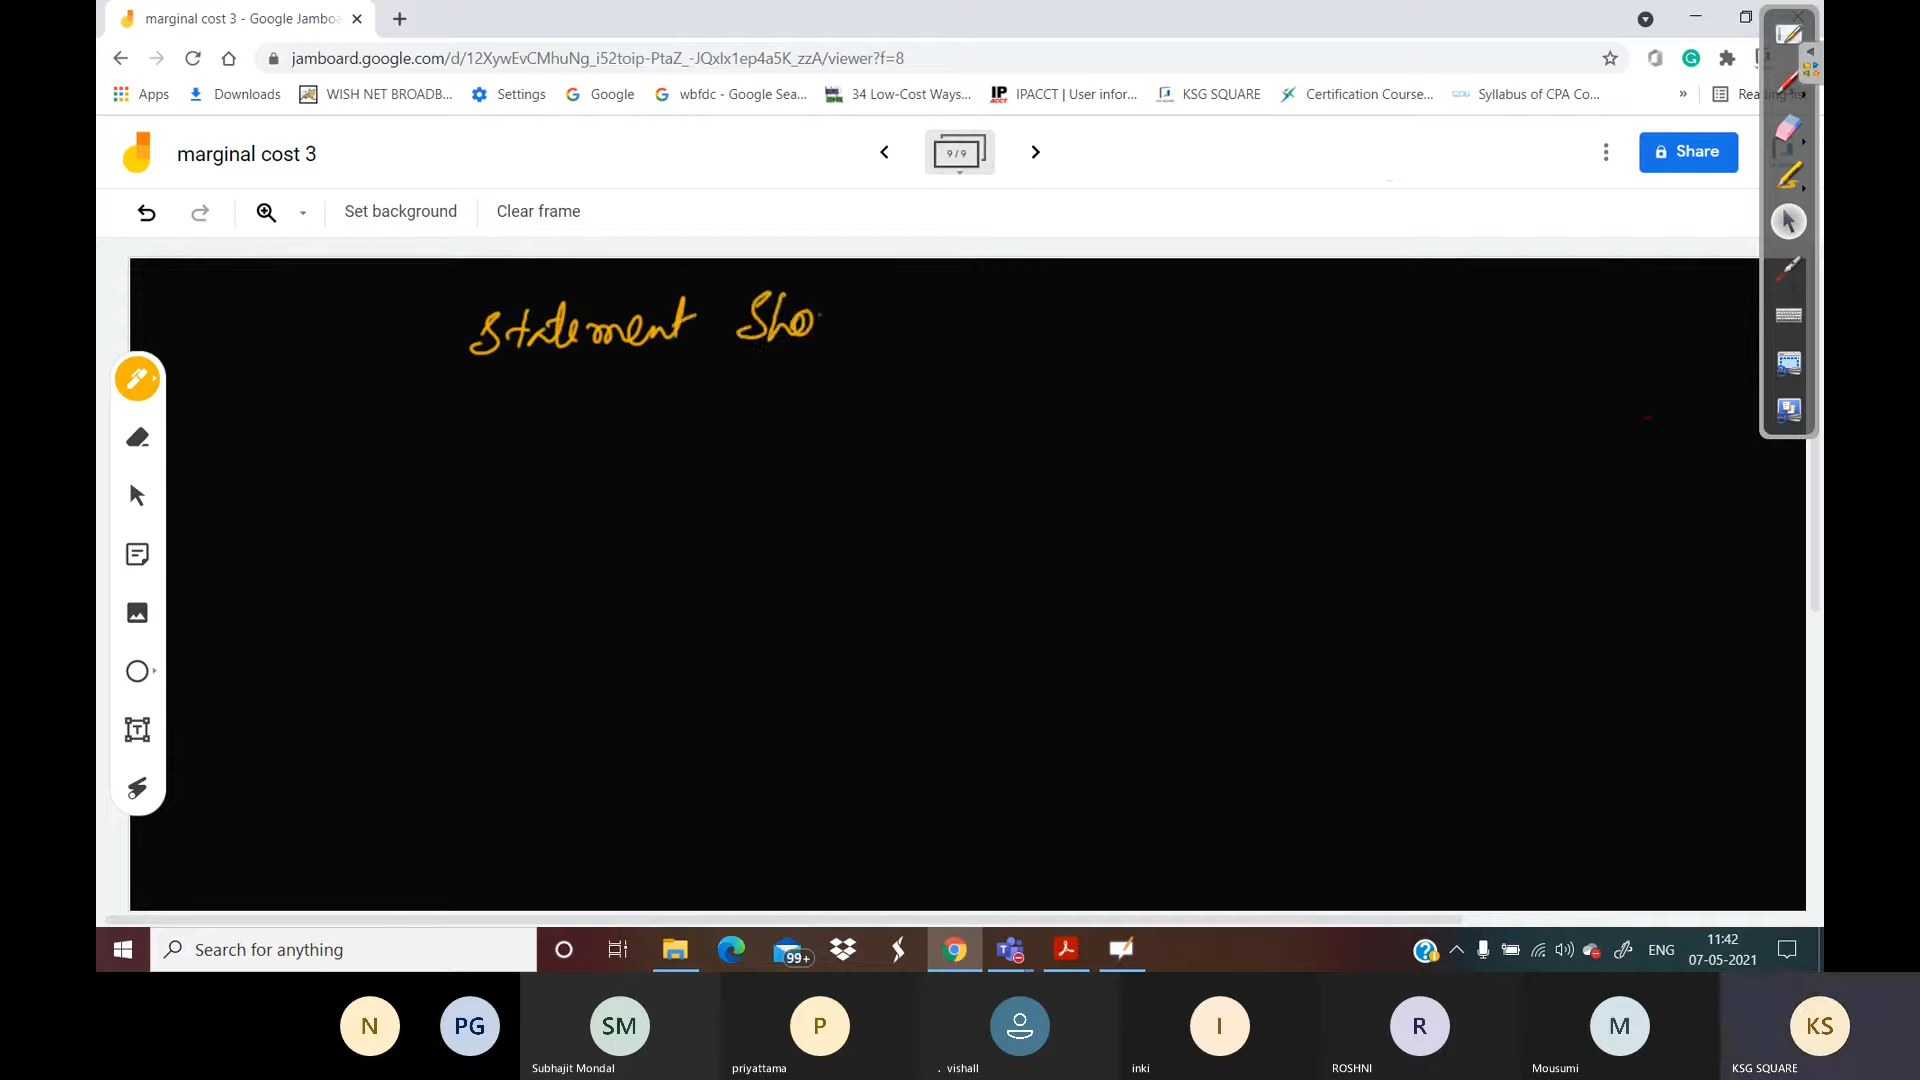 marginal cost 3 - Google Jamboa
jamboard.google.com/d/12XywEvCMhuNg_i52toip-PtaZ_-JQxlx1ep4a5K_zzA/viewer?f=8
Apps Downloads WISH NET BROADB... Settings Google wbfdc - Google Sea... 34 Low-Cost Ways... IPACCT | User infor... KSG SQUARE Certification Course... Syllabus of CPA Co... » Reading list
marginal cost 3
9/9
Share
Set background Clear frame
Statement Sho
Search for anything
99+
ENG
11:42
07-05-2021
N PG SM P I R M KS
Subhajit Mondal priyattama . vishall inki ROSHNI Mousumi KSG SQUARE